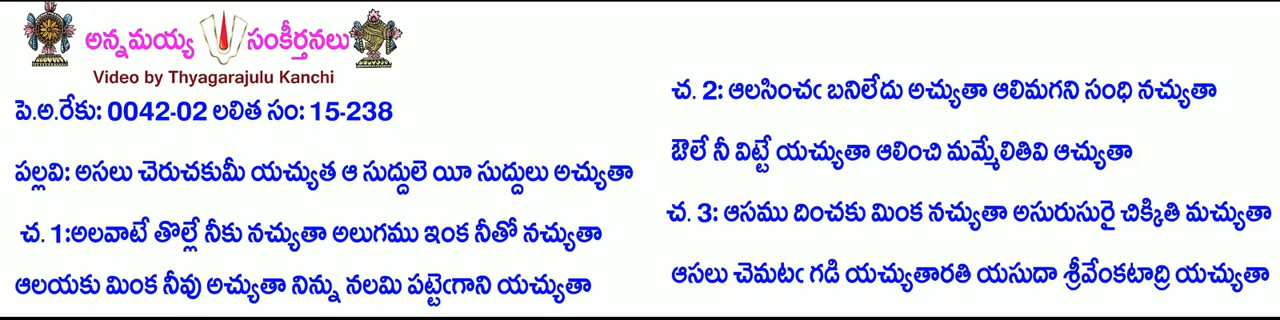 అన్నమయ్య సంకీర్తనలు
Video by Thyagarajulu Kanchi
పె.అ.రేకు: 0042-02 లలిత సం: 15-238
పల్లవి: అసలు చెరుచకుమీ యచ్యుత ఆ సుద్దులె యీ సుద్దులు అచ్యుతా
చ. 1:అలవాటే తొల్లే నీకు నచ్యుతా అలుగము ఇంక నీతో నచ్యుతా
ఆలయకు మింక నీవు అచ్యుతా నిన్ను నలమి పట్టెఁగాని యచ్యుతా
చ. 2: ఆలసించఁ బనిలేదు అచ్యుతా ఆలిమగని సంధి నచ్యుతా
ఔలే నీ విట్టే యచ్యుతా ఆలించి మమ్మేలితివి ఆచ్యుతా
చ. 3: ఆసము దించకు మింక నచ్యుతా అసురుసురై చిక్కితి మచ్యుతా
ఆసలు చెమటఁ గడి యచ్యుతారతి యసుదా శ్రీవేంకటాద్రి యచ్యుతా